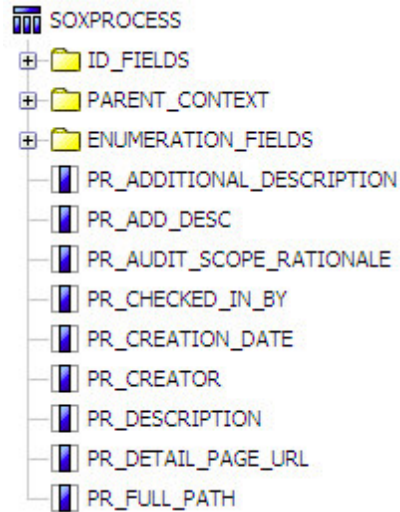 SOXPROCESS
ID_FIELDS
PARENT_CONTEXT
ENUMERATION_FIELDS
PR_ADDITIONAL_DESCRIPTION
PR_ADD_DESC
PR_AUDIT_SCOPE_RATIONALE
PR_CHECKED_IN_BY
PR_CREATION_DATE
PR_CREATOR
PR_DESCRIPTION
PR_DETAIL_PAGE_URL
PR_FULL_PATH